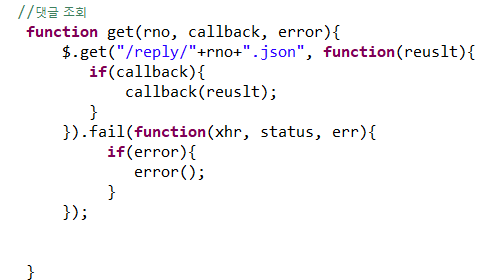 //댓글 조회
function get(rno, callback, error){
$.get("/reply/"+rno+".json", function(reuslt){
if(callback){
callback(reuslt);
}
}).fail(function(xhr, status, err){
if(error){
error();
}
});
}